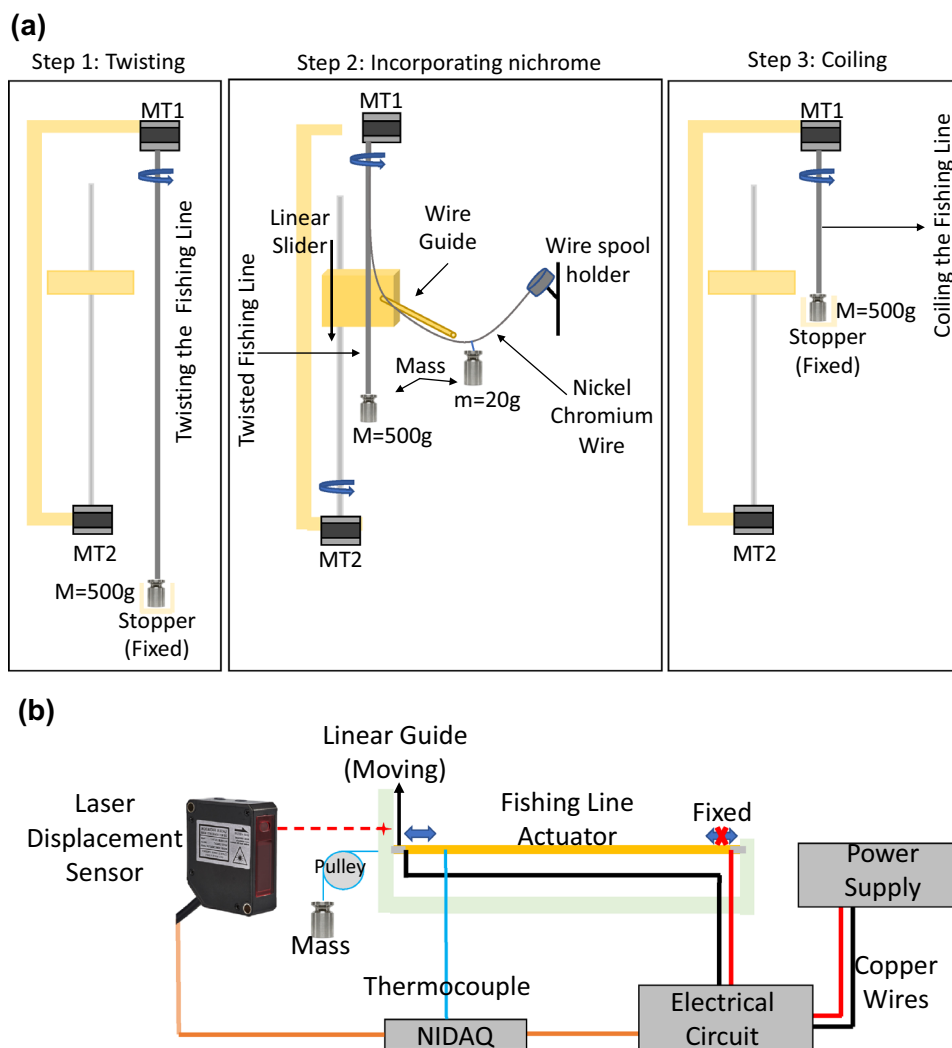 (a)
Step 1: Twisting
MT1
Twisting the Fishing Line
MT2
M=500g
Stopper
(Fixed)
Step 2: Incorporating nichrome
MT1
Linear
Slider
Wire
Guide
Wire spool
holder
Twisted Fishing Line
Mass
m=20g
M=500g
Nickel
Chromium
Wire
MT2
Step 3: Coiling
MT1
Coiling the Fishing Line
M=500g
Stopper
(Fixed)
MT2
(b)
Linear Guide
(Moving)
Laser
Displacement
Sensor
Fishing Line
Actuator
Fixed
Pulley
Mass
Power
Supply
Thermocouple
Copper
Wires
Electrical
Circuit
NIDAQ